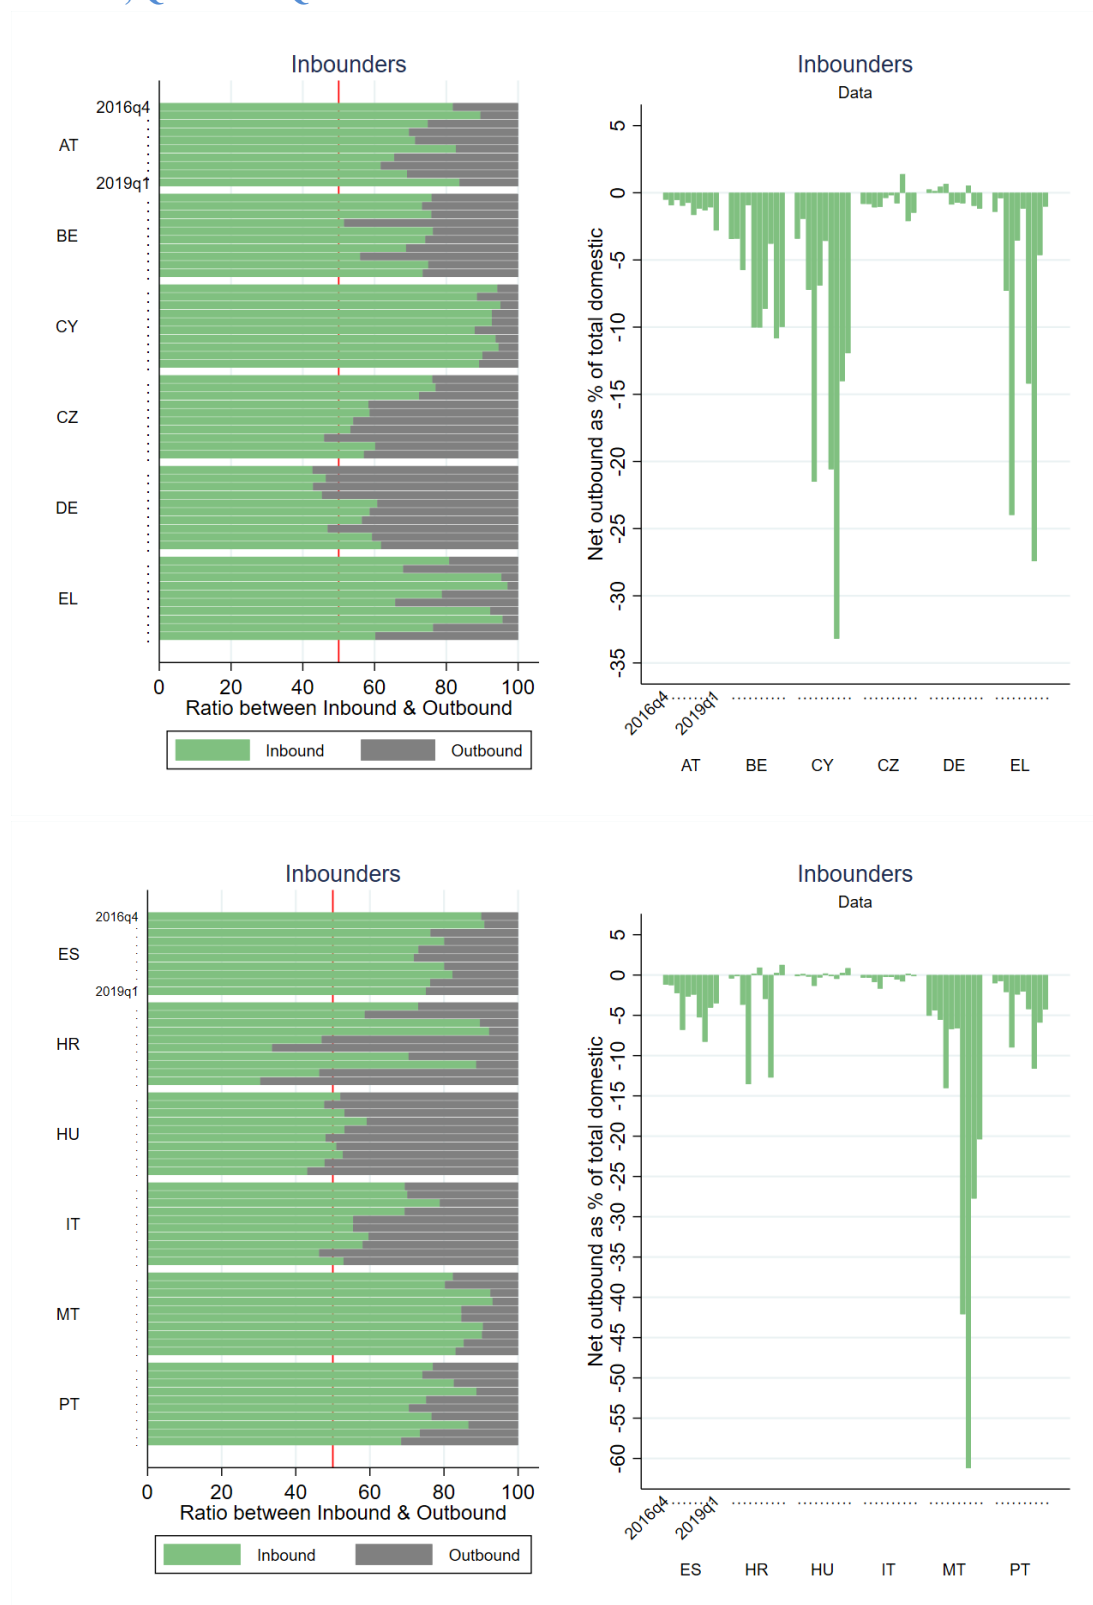 Inbounders
2016q4
AT
2019q1
BE
CY
CZ
DE
EL
0 20 40 60 80 100
Ratio between Inbound & Outbound
Inbound Outbound
Inbounders
Data
Net outbound as % of total domestic
5
0
-5
-10
-15
-20
-25
-30
-35
2016q4 2019q1
AT BE CY CZ DE EL
Inbounders
2016q4
ES
2019q1
HR
HU
IT
MT
PT
0 20 40 60 80 100
Ratio between Inbound & Outbound
Inbound Outbound
Inbounders
Data
Net outbound as % of total domestic
5
0
-5
-10
-15
-20
-25
-30
-35
-40
-45
-50
-55
-60
2016q4 2019q1
ES HR HU IT MT PT